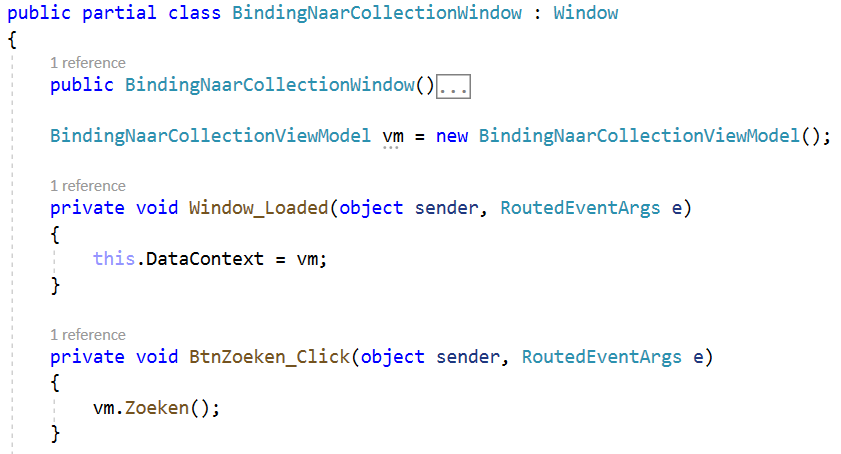 public partial class BindingNaarCollectionWindow : Window
{
1 reference
public BindingNaarCollectionWindow()...
BindingNaarCollectionViewModel vm = new BindingNaarCollectionViewModel();
1 reference
private void Window_Loaded(object sender, RoutedEventArgs e)
{
this.DataContext = vm;
}
1 reference
private void BtnZoeken_Click(object sender, RoutedEventArgs e)
{
vm.Zoeken();
}